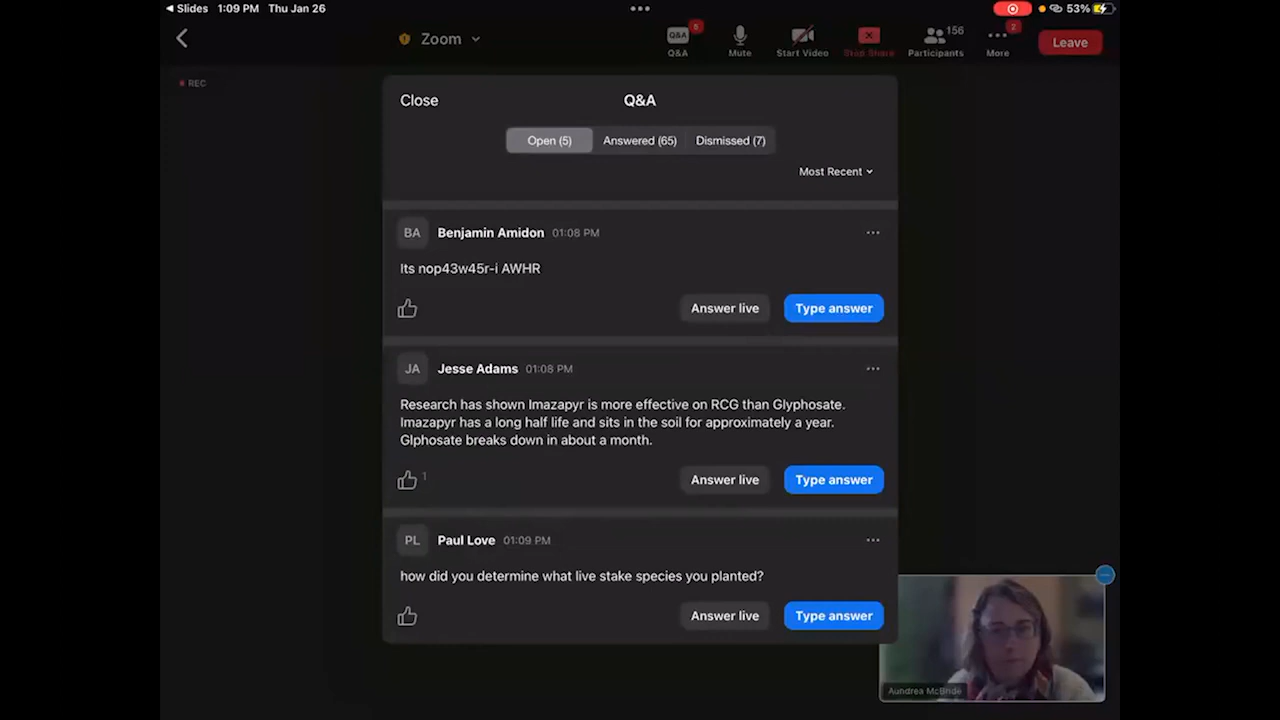 Slides 1:09 PM Thu Jan 26
53%
Zoom
Q&A
5
Q&A
Mute
Start Video
Stop Share
156
Participants
2
More
Leave
REC
Close
Q&A
Open (5)
Answered (65)
Dismissed (7)
Most Recent
BA
Benjamin Amidon 01:08 PM
Its nop43w45r-i AWHR
Answer live
Type answer
JA
Jesse Adams 01:08 PM
Research has shown Imazapyr is more effective on RCG than Glyphosate.
Imazapyr has a long half life and sits in the soil for approximately a year.
Glphosate breaks down in about a month.
1
Answer live
Type answer
PL
Paul Love 01:09 PM
how did you determine what live stake species you planted?
Answer live
Type answer
Aundrea McBride